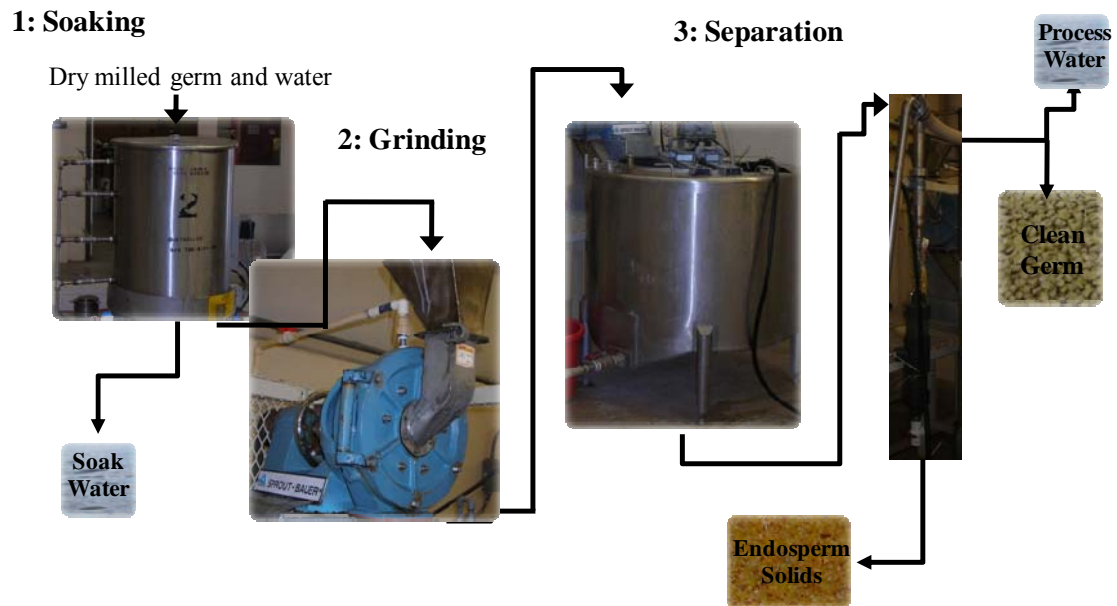 1: Soaking
Dry milled germ and water
2: Grinding
3: Separation
Process
Water
Clean
Germ
2
SPROUT-BAUER
Soak
Water
Endosperm
Solids